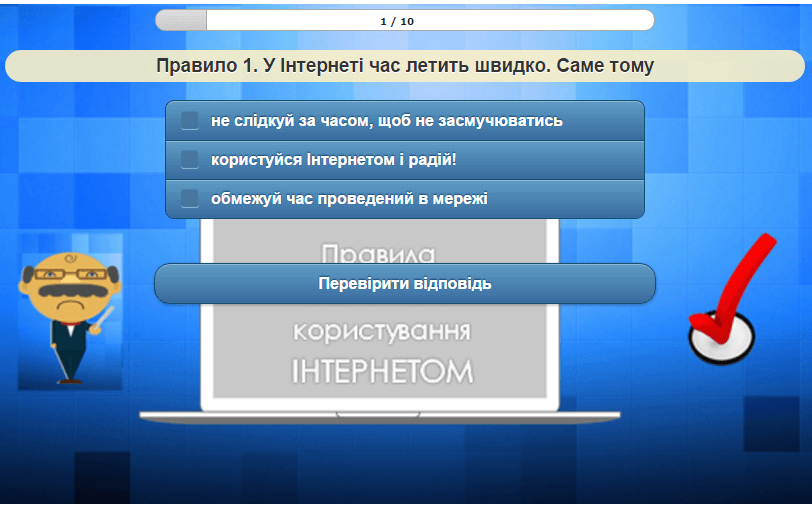 1 / 10
Правило 1. У Інтернеті час летить швидко. Саме тому
не слідкуй за часом, щоб не засмучюватись
користуйся Інтернетом і радій!
обмежуй час проведений в мережі
Правила
Перевірити відповідь
користування
ІНТЕРНЕТОМ